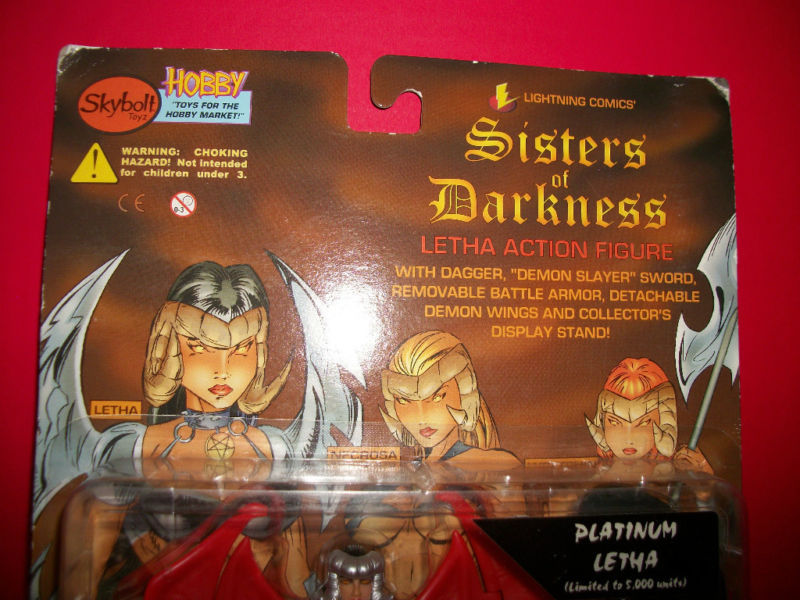 Skybolt
Toyz
HOBBY
"TOYS FOR THE
HOBBY MARKET!"
WARNING: CHOKING
HAZARD! Not intended
for children under 3.
CE
0-3
LIGHTNING COMICS'
Sisters
of
Darkness
LETHA ACTION FIGURE
WITH DAGGER, "DEMON SLAYER" SWORD,
REMOVABLE BATTLE ARMOR, DETACHABLE
DEMON WINGS AND COLLECTOR'S
DISPLAY STAND!
LETHA
NECROSA
PLATINUM
LETHA
(Limited to 5,000 units)